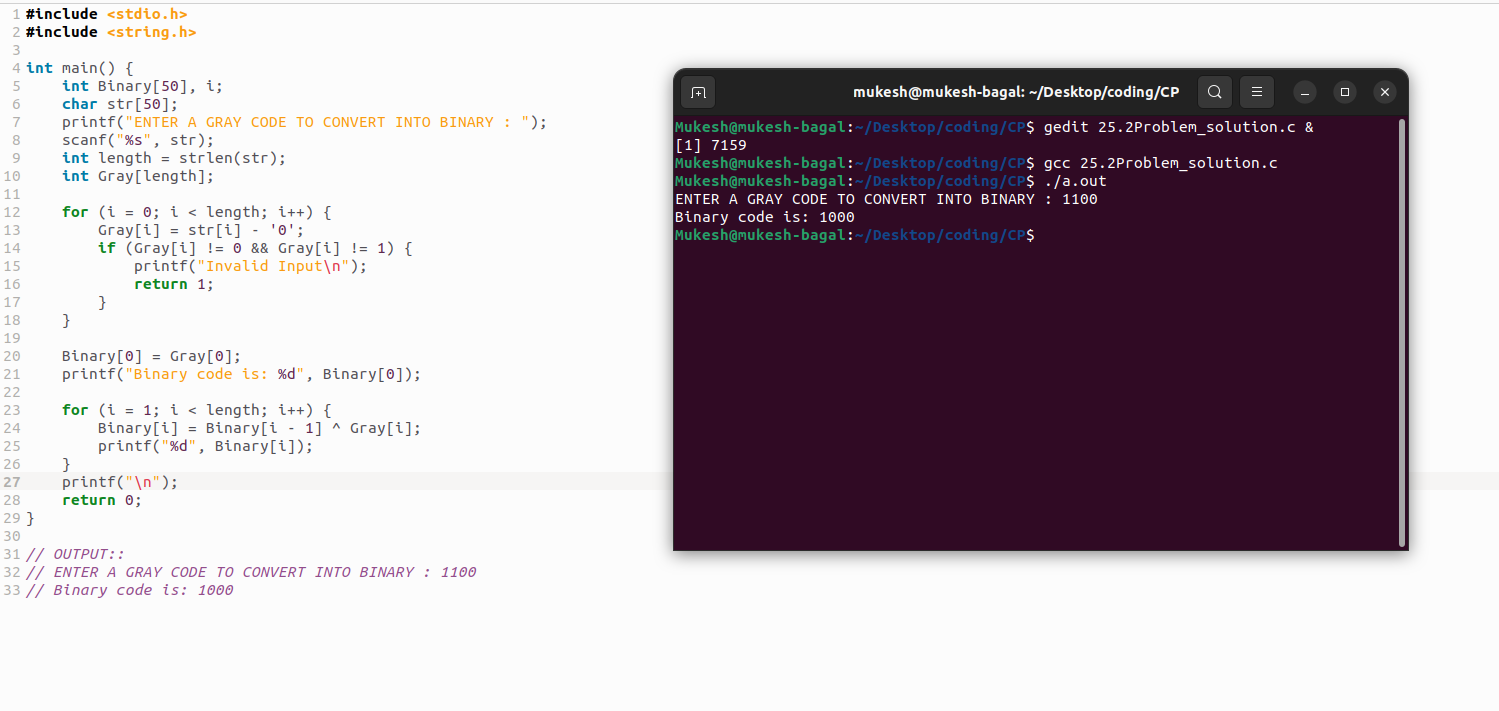 1 #include <stdio.h>
2 #include <string.h>
3
4 int main() {
5     int Binary[50], i;
6     char str[50];
7     printf("ENTER A GRAY CODE TO CONVERT INTO BINARY : ");
8     scanf("%s", str);
9     int length = strlen(str);
10     int Gray[length];
11
12     for (i = 0; i < length; i++) {
13         Gray[i] = str[i] - '0';
14         if (Gray[i] != 0 && Gray[i] != 1) {
15             printf("Invalid Input\n");
16             return 1;
17         }
18     }
19
20     Binary[0] = Gray[0];
21     printf("Binary code is: %d", Binary[0]);
22
23     for (i = 1; i < length; i++) {
24         Binary[i] = Binary[i - 1] ^ Gray[i];
25         printf("%d", Binary[i]);
26     }
27     printf("\n");
28     return 0;
29 }
30
31 // OUTPUT::
32 // ENTER A GRAY CODE TO CONVERT INTO BINARY : 1100
33 // Binary code is: 1000
mukesh@mukesh-bagal: ~/Desktop/coding/CP
Mukesh@mukesh-bagal:~/Desktop/coding/CP$ gedit 25.2Problem_solution.c &
[1] 7159
Mukesh@mukesh-bagal:~/Desktop/coding/CP$ gcc 25.2Problem_solution.c
Mukesh@mukesh-bagal:~/Desktop/coding/CP$ ./a.out
ENTER A GRAY CODE TO CONVERT INTO BINARY : 1100
Binary code is: 1000
Mukesh@mukesh-bagal:~/Desktop/coding/CP$